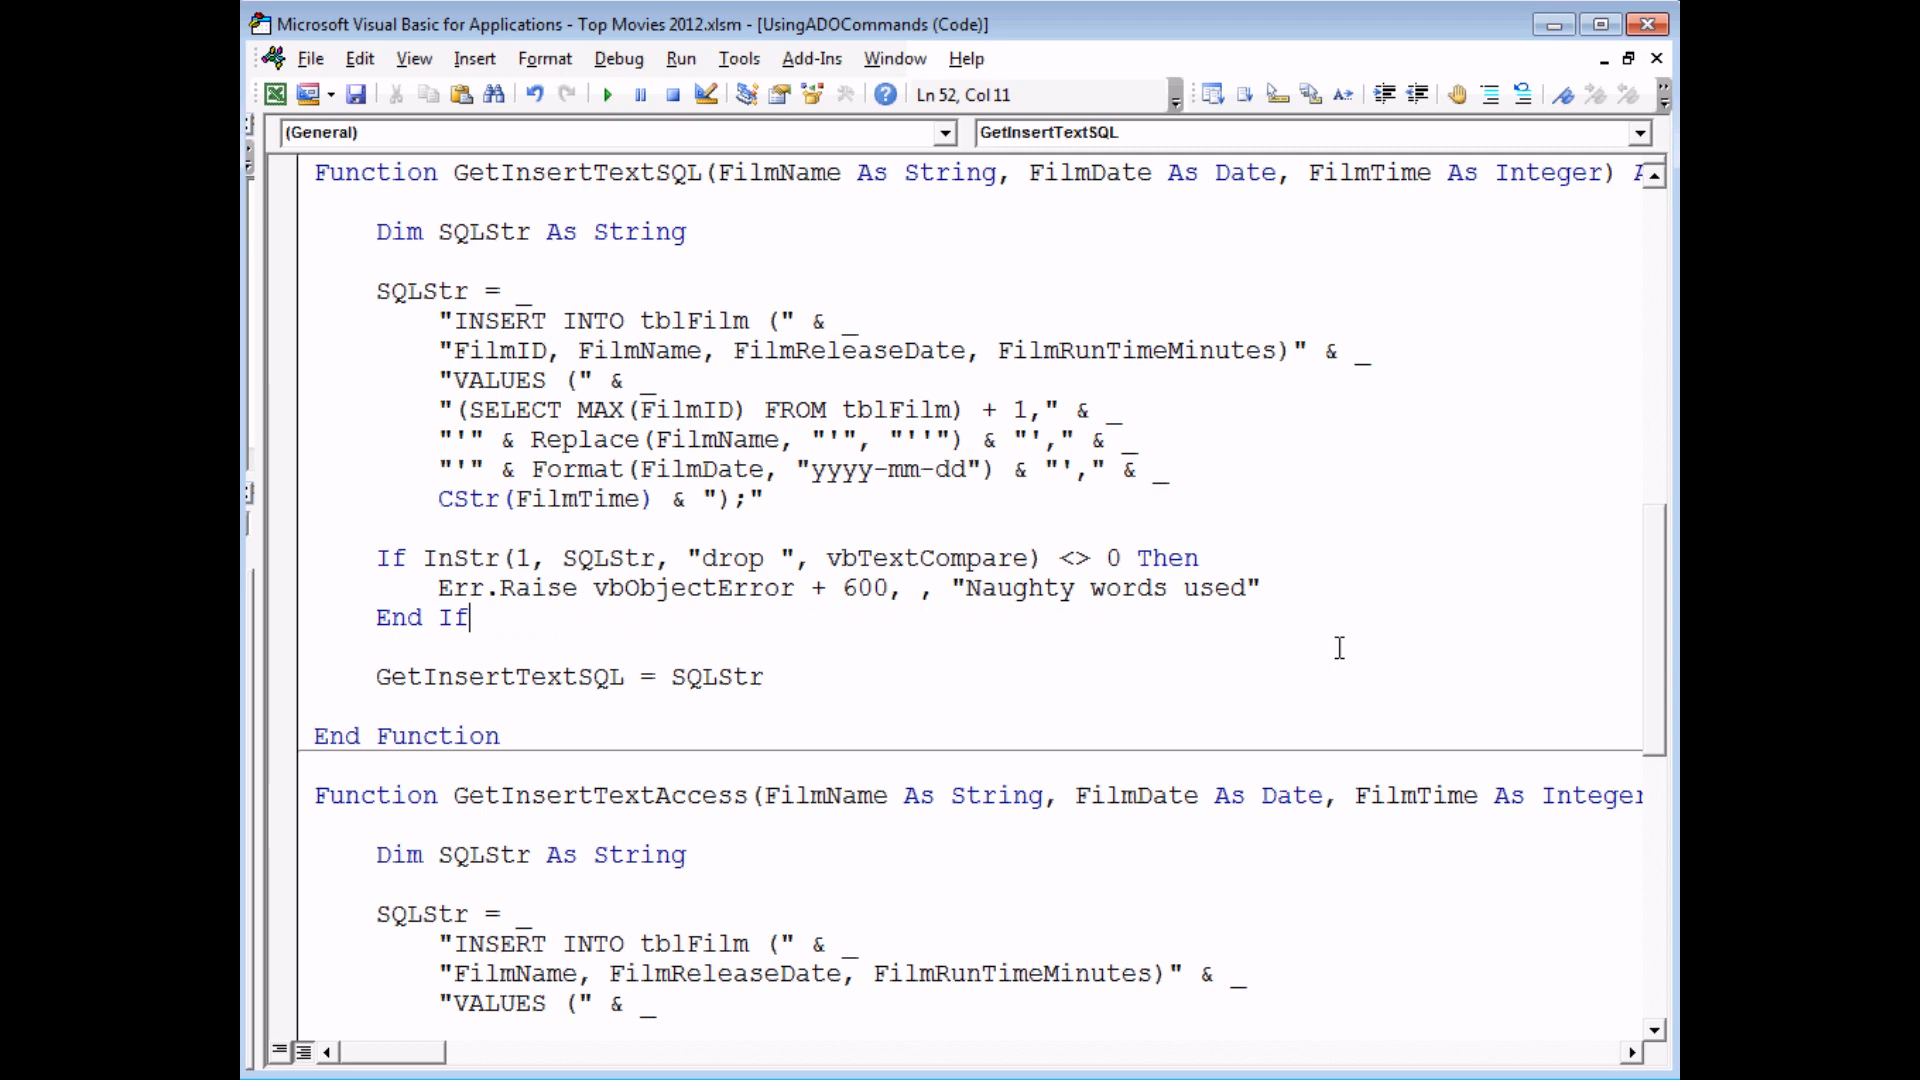 Microsoft Visual Basic for Applications - Top Movies 2012.xlsm - [UsingADOCommands (Code)]
File Edit View Insert Format Debug Run Tools Add-Ins Window Help
Ln 52, Col 11
(General) GetInsertTextSQL
Function GetInsertTextSQL(FilmName As String, FilmDate As Date, FilmTime As Integer)
Dim SQLStr As String
SQLStr = _
"INSERT INTO tblFilm (" & _
"FilmID, FilmName, FilmReleaseDate, FilmRunTimeMinutes)" & _
"VALUES (" & _
"(SELECT MAX(FilmID) FROM tblFilm) + 1," & _
"'" & Replace(FilmName, "'", "''") & "'," & _
"'" & Format(FilmDate, "yyyy-mm-dd") & "'," & _
CStr(FilmTime) & ");"
If InStr(1, SQLStr, "drop ", vbTextCompare) <> 0 Then
Err.Raise vbObjectError + 600, , "Naughty words used"
End If
GetInsertTextSQL = SQLStr
End Function
Function GetInsertTextAccess(FilmName As String, FilmDate As Date, FilmTime As Integer
Dim SQLStr As String
SQLStr = _
"INSERT INTO tblFilm (" & _
"FilmName, FilmReleaseDate, FilmRunTimeMinutes)" & _
"VALUES (" & _